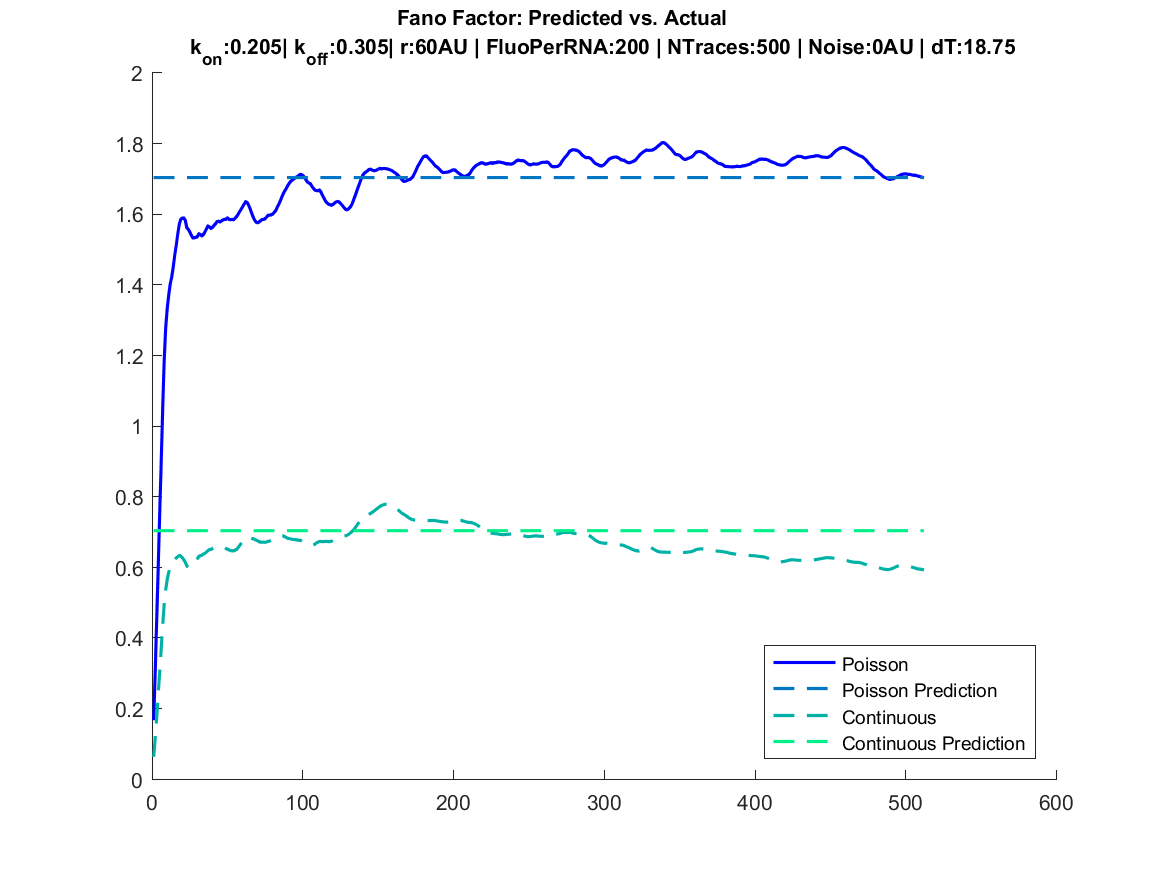 Fano Factor: Predicted vs. Actual
k_on:0.205| k_off:0.305| r:60AU | FluoPerRNA:200 | NTraces:500 | Noise:0AU | dT:18.75
2
1.8
1.6
1.4
1.2
1
0.8
0.6
0.4
0.2
0
0 100 200 300 400 500 600
Poisson
Poisson Prediction
Continuous
Continuous Prediction